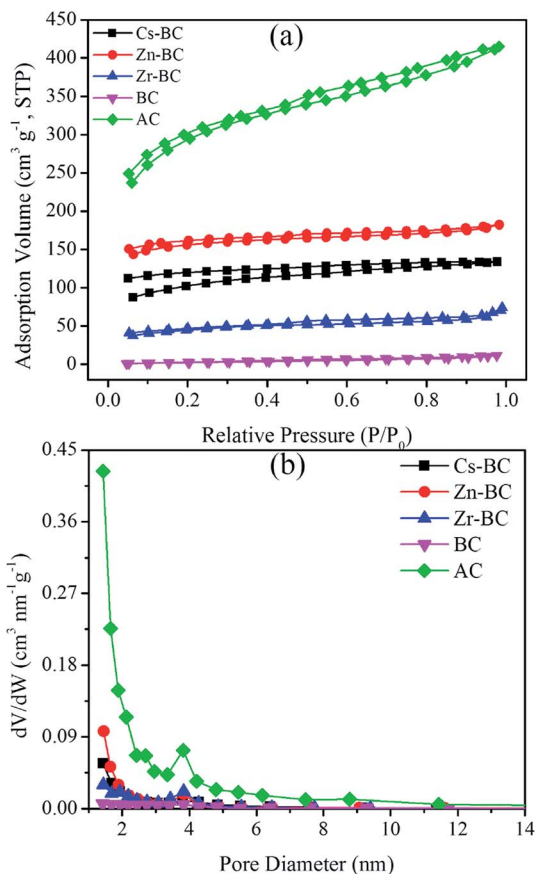 (a)
Cs-BC
Zn-BC
Zr-BC
BC
AC
450
400
350
300
250
200
150
100
50
0
Adsorption Volume (cm³ g⁻¹, STP)
0.0 0.2 0.4 0.6 0.8 1.0
Relative Pressure (P/P₀)
(b)
Cs-BC
Zn-BC
Zr-BC
BC
AC
0.45
0.36
0.27
0.18
0.09
0.00
dV/dW (cm³ nm⁻¹g⁻¹)
2 4 6 8 10 12 14
Pore Diameter (nm)